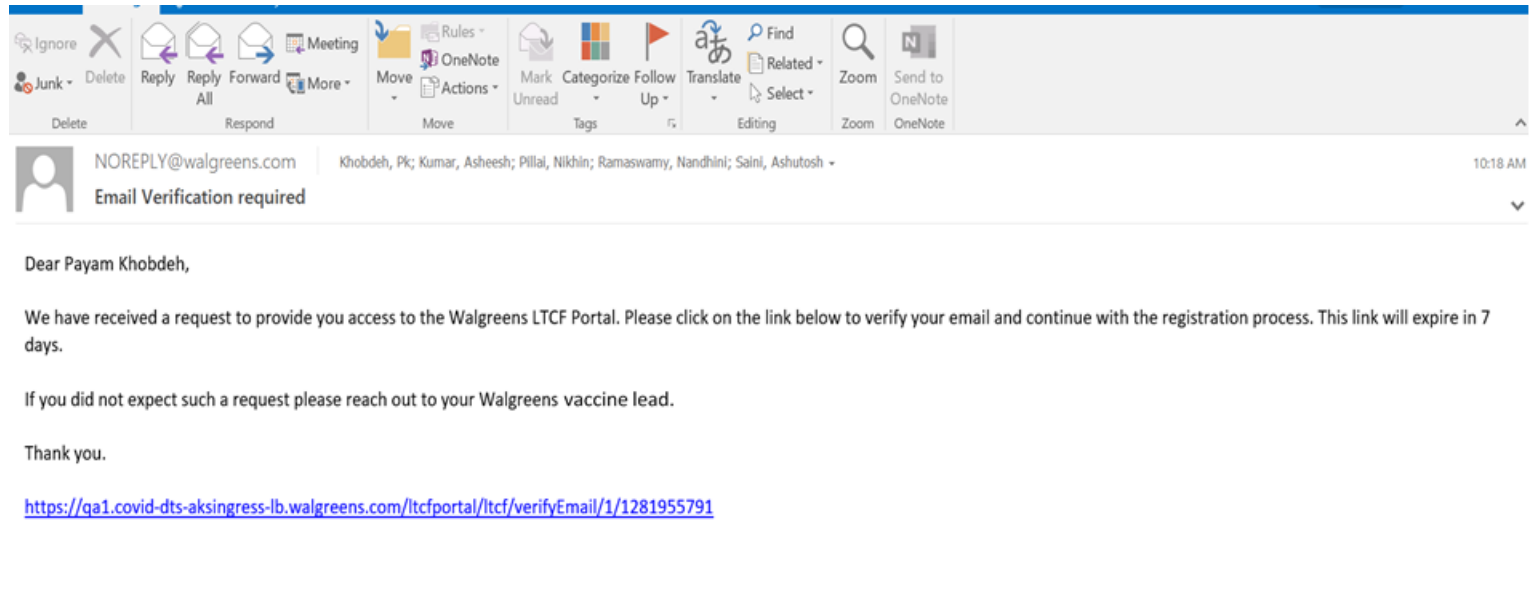 Ignore
Junk
Delete
Reply
Reply All
Forward
Meeting
More
Move
Rules
OneNote
Actions
Mark Unread
Categorize
Follow Up
Translate
Find
Related
Select
Zoom
Send to OneNote
Delete
Respond
Move
Tags
Editing
Zoom
OneNote
NOREPLY@walgreens.com
Khobdeh, Pk; Kumar, Asheesh; Pillai, Nikhin; Ramaswamy, Nandhini; Saini, Ashutosh
10:18 AM
Email Verification required
Dear Payam Khobdeh,
We have received a request to provide you access to the Walgreens LTCF Portal. Please click on the link below to verify your email and continue with the registration process. This link will expire in 7
days.
If you did not expect such a request please reach out to your Walgreens vaccine lead.
Thank you.
https://qa1.covid-dts-aksingress-lb.walgreens.com/ltcfportal/ltcf/verifyEmail/1/1281955791